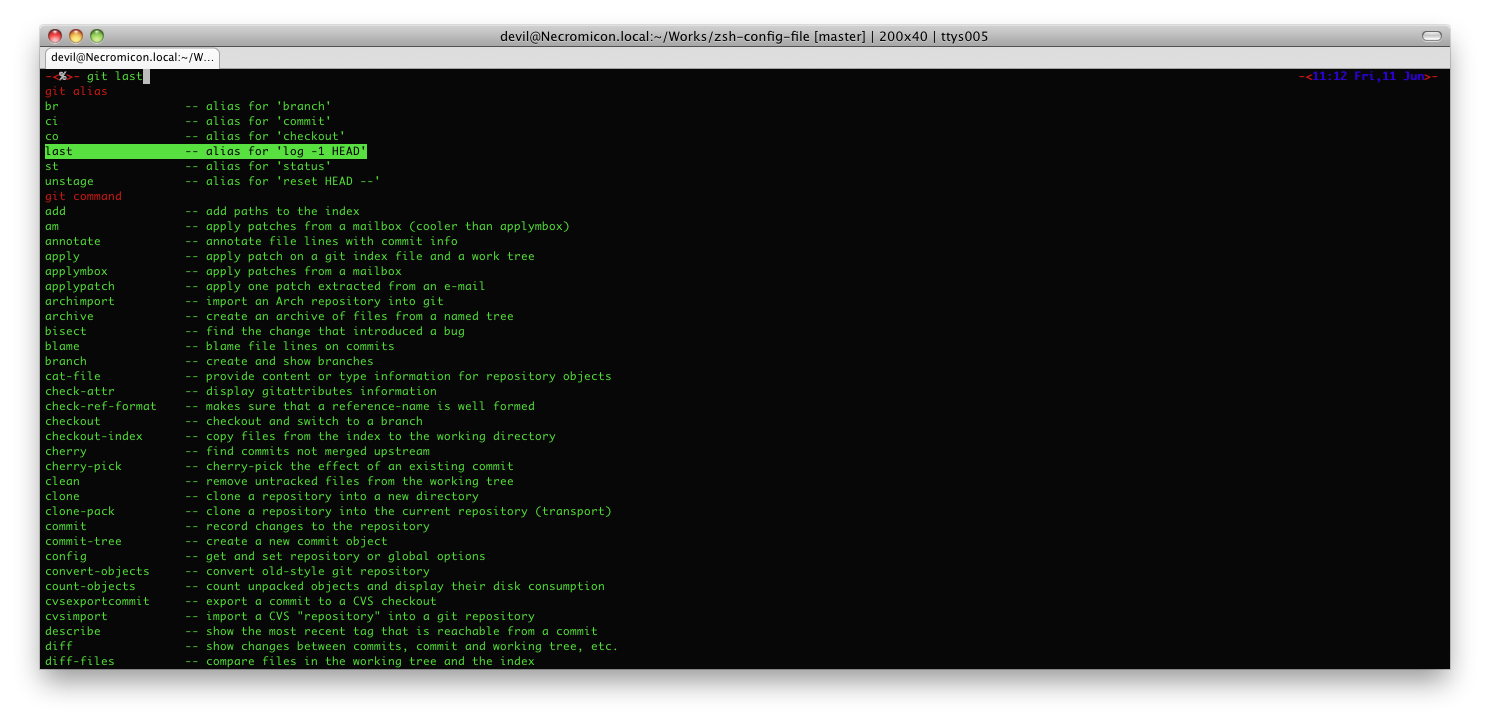 devil@Necromicon.local:~/Works/zsh-config-file [master] | 200x40 | ttys005
devil@Necromicon.local:~/W...
-<%>- git last -<11:12 Fri,11 Jun>-
git alias
br -- alias for 'branch'
ci -- alias for 'commit'
co -- alias for 'checkout'
last -- alias for 'log -1 HEAD'
st -- alias for 'status'
unstage -- alias for 'reset HEAD --'
git command
add -- add paths to the index
am -- apply patches from a mailbox (cooler than applymbox)
annotate -- annotate file lines with commit info
apply -- apply patch on a git index file and a work tree
applymbox -- apply patches from a mailbox
applypatch -- apply one patch extracted from an e-mail
archimport -- import an Arch repository into git
archive -- create an archive of files from a named tree
bisect -- find the change that introduced a bug
blame -- blame file lines on commits
branch -- create and show branches
cat-file -- provide content or type information for repository objects
check-attr -- display gitattributes information
check-ref-format -- makes sure that a reference-name is well formed
checkout -- checkout and switch to a branch
checkout-index -- copy files from the index to the working directory
cherry -- find commits not merged upstream
cherry-pick -- cherry-pick the effect of an existing commit
clean -- remove untracked files from the working tree
clone -- clone a repository into a new directory
clone-pack -- clone a repository into the current repository (transport)
commit -- record changes to the repository
commit-tree -- create a new commit object
config -- get and set repository or global options
convert-objects -- convert old-style git repository
count-objects -- count unpacked objects and display their disk consumption
cvsexportcommit -- export a commit to a CVS checkout
cvsimport -- import a CVS "repository" into a git repository
describe -- show the most recent tag that is reachable from a commit
diff -- show changes between commits, commit and working tree, etc.
diff-files -- compare files in the working tree and the index